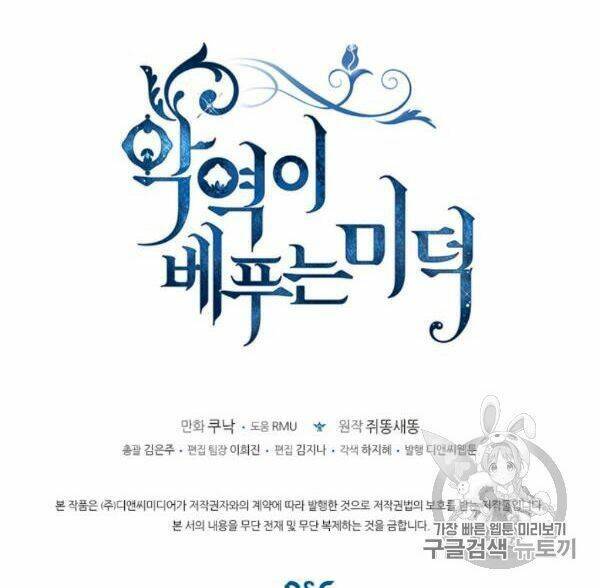 악역이
베푸는 미덕
만화 쿠낙 • 도움 RMU 원작 쥐똥새똥
총괄 김은주 • 편집 팀장 이희진 • 편집 김지나 • 각색 하지혜 • 발행 디앤씨웹툰
본 작품은 (주)디앤씨미디어가 저작권자와의 계약에 따라 발행한 것으로 저작권법의 보호를 받는 저작물입니다.
본 서의 내용을 무단 전재 및 무단 복제하는 것을 금합니다.
가장 빠른 웹툰 미리보기
구글검색 뉴토끼
D&C